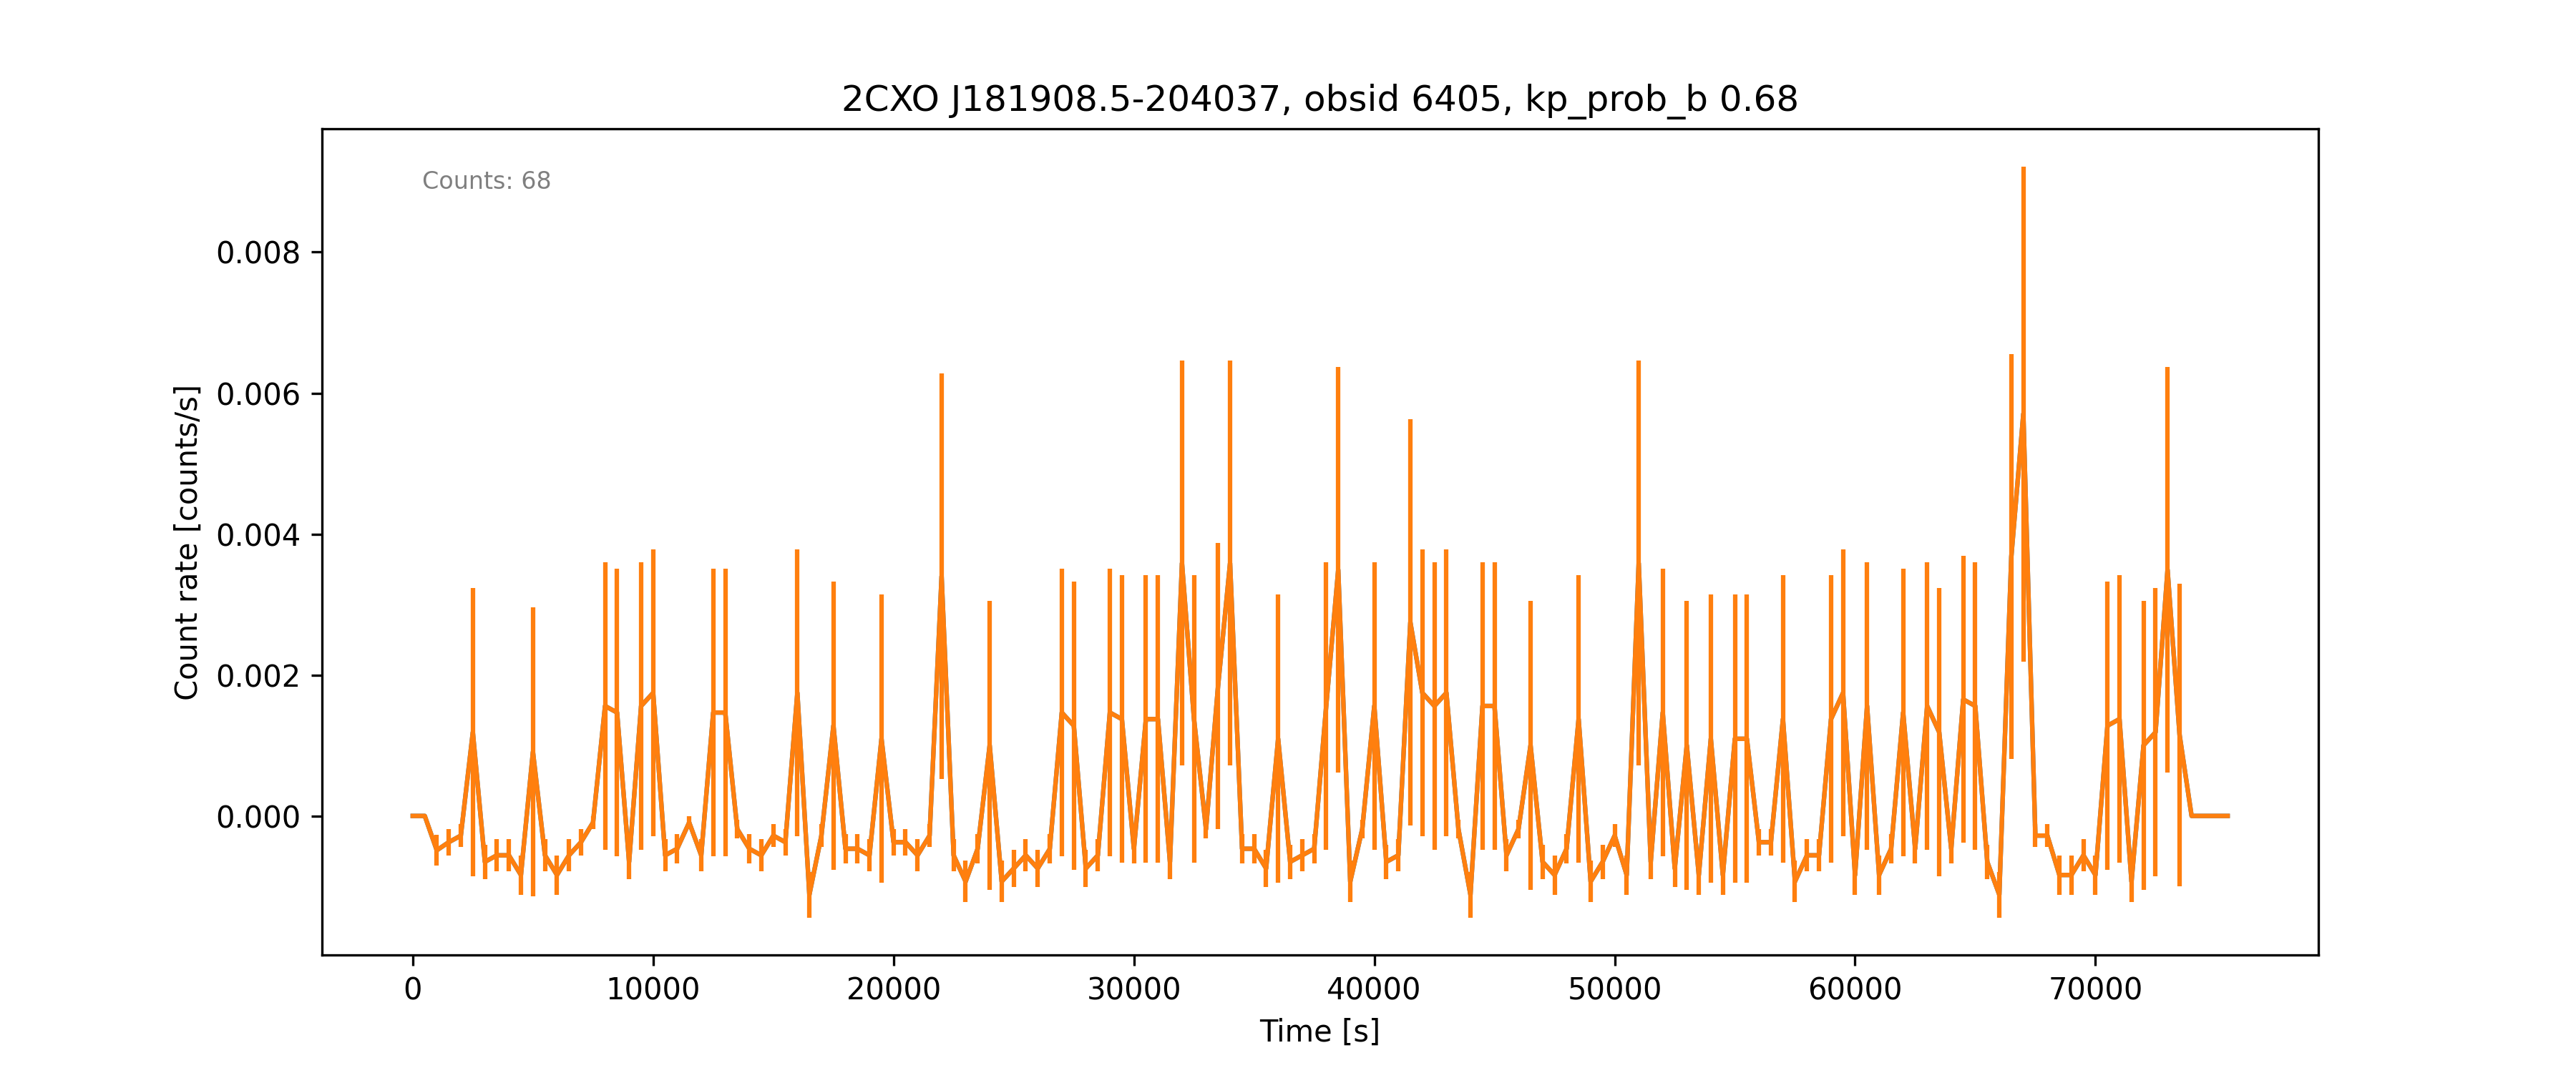 2CXO J181908.5-204037, obsid 6405, kp_prob_b 0.68
Counts: 68
0.008
0.006
0.004
0.002
0.000
Count rate [counts/s]
0 10000 20000 30000 40000 50000 60000 70000
Time [s]